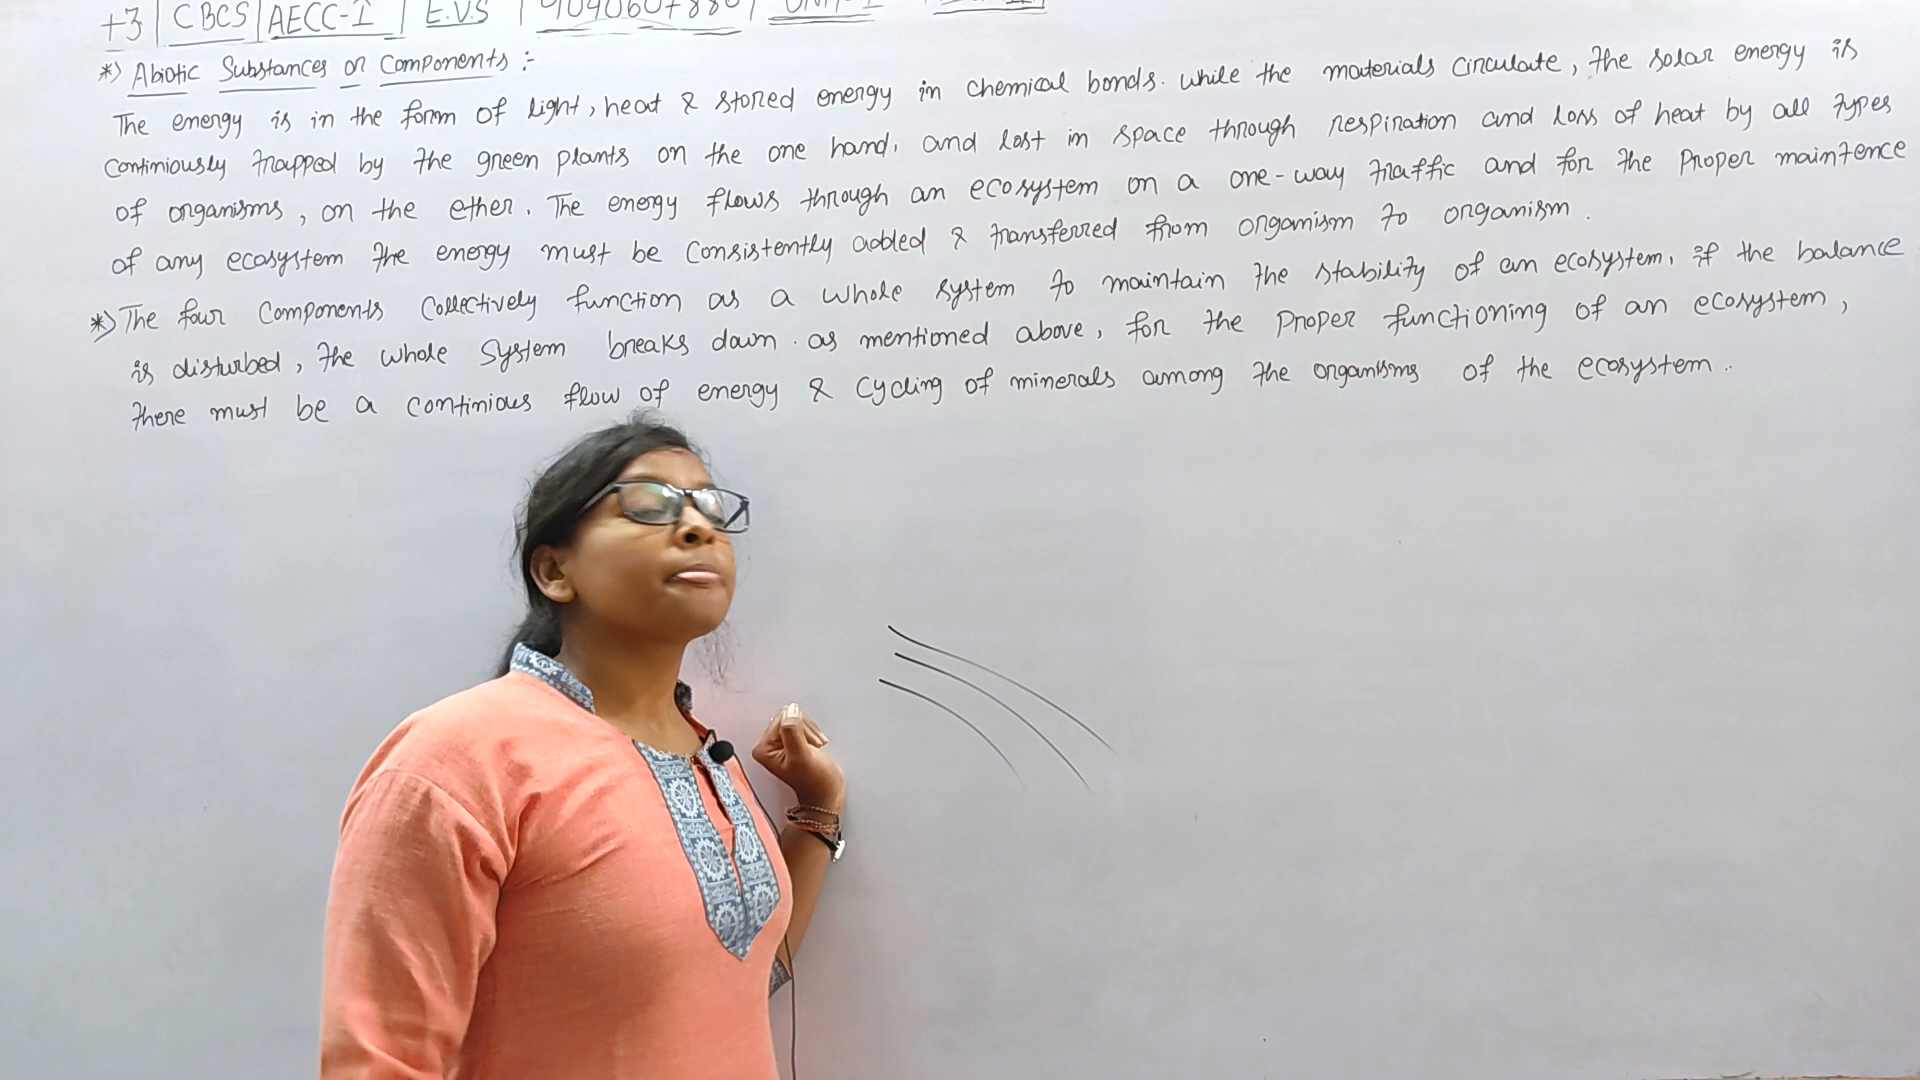 +3 | CBCS | AECC-I | E.V.S |
*) Abiotic Substances or Components :-
The energy is in the form of light, heat & stored energy in chemical bonds. while the materials circulate, the solar energy is
continiously trapped by the green plants on the one hand, and lost in space through respiration and loss of heat by all types
of organisms, on the other. The energy flows through an ecosystem on a one-way traffic and for the proper maintence
of any ecosystem the energy must be consistently added & transferred from organism to organism.
*) The four components collectively function as a whole system to maintain the stability of an ecosystem, if the balance
is disturbed, the whole system breaks down. as mentioned above, for the proper functioning of an ecosystem,
there must be a continious flow of energy & cycling of minerals among the organisms of the ecosystem..